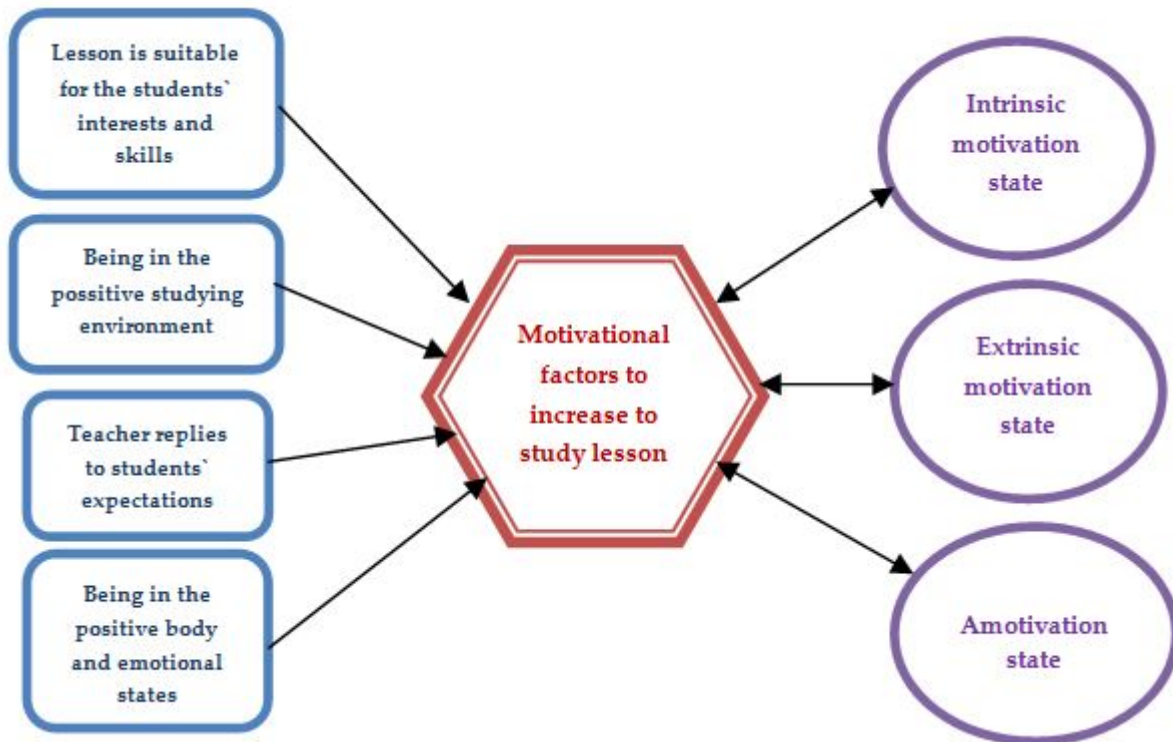 Lesson is suitable
for the students`
interests and
skills
Being in the
possitive studying
environment
Teacher replies
to students`
expectations
Being in the
positive body
and emotional
states
Motivational
factors to
increase to
study lesson
Intrinsic
motivation
state
Extrinsic
motivation
state
Amotivation
state